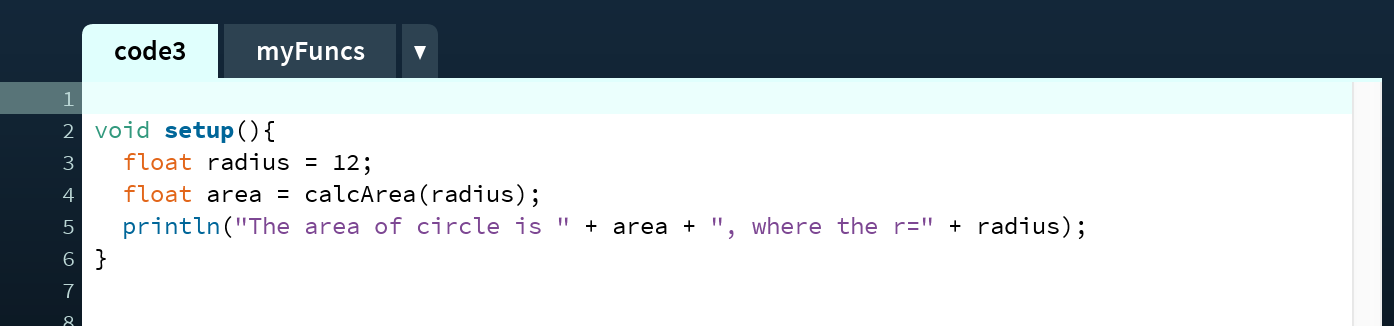 code3 myFuncs ▼
1
2 void setup(){
3   float radius = 12;
4   float area = calcArea(radius);
5   println("The area of circle is " + area + ", where the r=" + radius);
6 }
7
8